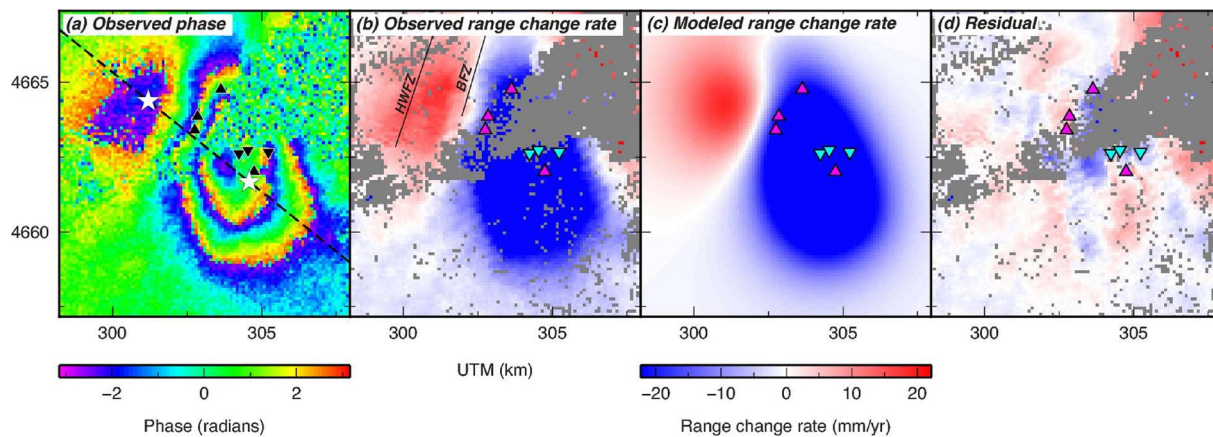 (a) Observed phase
(b) Observed range change rate
(c) Modeled range change rate
(d) Residual
HWFZ
BFZ
4665
4660
300 305 300 305 300 305 300 305
UTM (km)
−2 0 2
Phase (radians)
−20 −10 0 10 20
Range change rate (mm/yr)